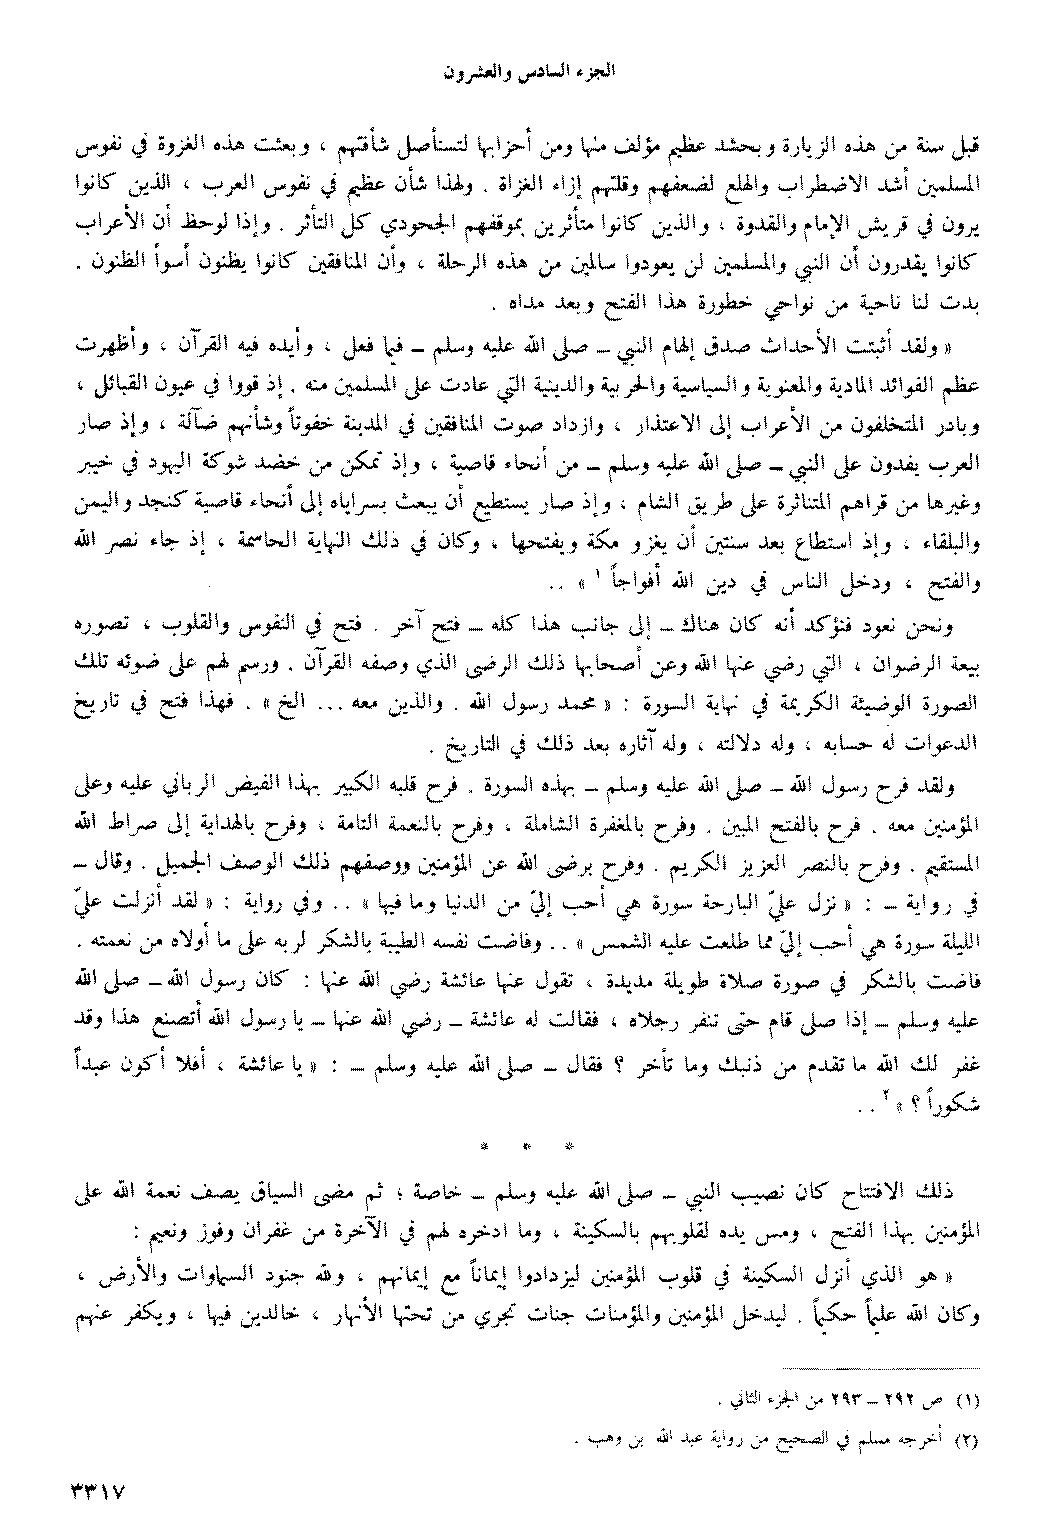 الجزء السادس والعشرون
قبل سنة من هذه الزيارة وبحشد عظيم مؤلف منها ومن أحزابها لتستأصل شأفتهم ، وبعثت هذه الغزوة في نفوس
المسلمين أشد الاضطراب والهلع لضعفهم وقلتهم إزاء الغزاة . ولهذا شأن عظيم في نفوس العرب ، الذين كانوا
يرون في قريش الإمام والقدوة ، والذين كانوا متأثرين بموقفهم الجحودي كل التأثر . وإذا لوحظ أن الأعراب
كانوا يقدرون أن النبي والمسلمين لن يعودوا سالمين من هذه الرحلة ، وأن المنافقين كانوا يظنون أسوأ الظنون .
بدت لنا ناحية من نواحي خطورة هذا الفتح وبعد مداه .
« ولقد أثبتت الأحداث صدق إلهام النبي – صلى الله عليه وسلم – فيما فعل ، وأيده فيه القرآن ، وأظهرت
عظم الفوائد المادية والمعنوية والسياسية والحربية والدينية التي عادت على المسلمين منه . إذ قووا في عيون القبائل ،
وبادر المتخلفون من الأعراب إلى الاعتذار ، وازداد صوت المنافقين في المدينة خفوتاً وشأنهم ضآلة ، وإذ صار
العرب يفدون على النبي – صلى الله عليه وسلم – من أنحاء قاصية ، وإذ تمكن من خضد شوكة اليهود في خيبر
وغيرها من قراهم المتناثرة على طريق الشام ، وإذ صار يستطيع أن يبعث بسراياه إلى أنحاء قاصية كنجد واليمن
والبلقاء ، وإذ استطاع بعد سنتين أن يغزو مكة ويفتحها ، وكان في ذلك النهاية الحاسمة ، إذ جاء نصر الله
والفتح ، ودخل الناس في دين الله أفواجاً ١ » ..
ونحن نعود فنؤكد أنه كان هناك – إلى جانب هذا كله – فتح آخر . فتح في النفوس والقلوب ، تصوره
بيعة الرضوان ، التي رضي عنها الله وعن أصحابها ذلك الرضى الذي وصفه القرآن . ورسم لهم على ضوئه تلك
الصورة الوضيئة الكريمة في نهاية السورة : « محمد رسول الله . والذين معه ... الخ » . فهذا فتح في تاريخ
الدعوات له حسابه ، وله دلالته ، وله آثاره بعد ذلك في التاريخ .
ولقد فرح رسول الله – صلى الله عليه وسلم – بهذه السورة . فرح قلبه الكبير بهذا الفيض الرباني عليه وعلى
المؤمنين معه . فرح بالفتح المبين . وفرح بالمغفرة الشاملة ، وفرح بالنعمة التامة ، وفرح بالهداية إلى صراط الله
المستقيم . وفرح بالنصر العزيز الكريم . وفرح برضى الله عن المؤمنين ووصفهم ذلك الوصف الجميل . وقال –
في رواية – : « نزل عليّ البارحة سورة هي أحب إليّ من الدنيا وما فيها » .. وفي رواية : « لقد أنزلت عليّ
الليلة سورة هي أحب إليّ مما طلعت عليه الشمس » .. وفاضت نفسه الطيبة بالشكر لربه على ما أولاه من نعمته .
فاضت بالشكر في صورة صلاة طويلة مديدة ، تقول عنها عائشة رضي الله عنها : كان رسول الله – صلى الله
عليه وسلم – إذا صلى قام حتى تنفر رجلاه ، فقالت له عائشة – رضي الله عنها – يا رسول الله أتصنع هذا وقد
غفر لك الله ما تقدم من ذنبك وما تأخر ؟ فقال – صلى الله عليه وسلم – : « يا عائشة ، أفلا أكون عبداً
شكوراً ؟ » ٢ ..
* * *
ذلك الافتتاح كان نصيب النبي – صلى الله عليه وسلم – خاصة ؛ ثم مضى السياق يصف نعمة الله على
المؤمنين بهذا الفتح ، ومس يده لقلوبهم بالسكينة ، وما ادخره لهم في الآخرة من غفران وفوز ونعيم :
« هو الذي أنزل السكينة في قلوب المؤمنين ليزدادوا إيماناً مع إيمانهم ، ولله جنود السماوات والأرض ،
وكان الله عليماً حكيماً . ليدخل المؤمنين والمؤمنات جنات تجري من تحتها الأنهار ، خالدين فيها ، ويكفر عنهم
(١) ص ٢٩٢ – ٢٩٣ من الجزء الثاني .
(٢) أخرجه مسلم في الصحيح من رواية عبد الله بن وهب .
٣٣١٧